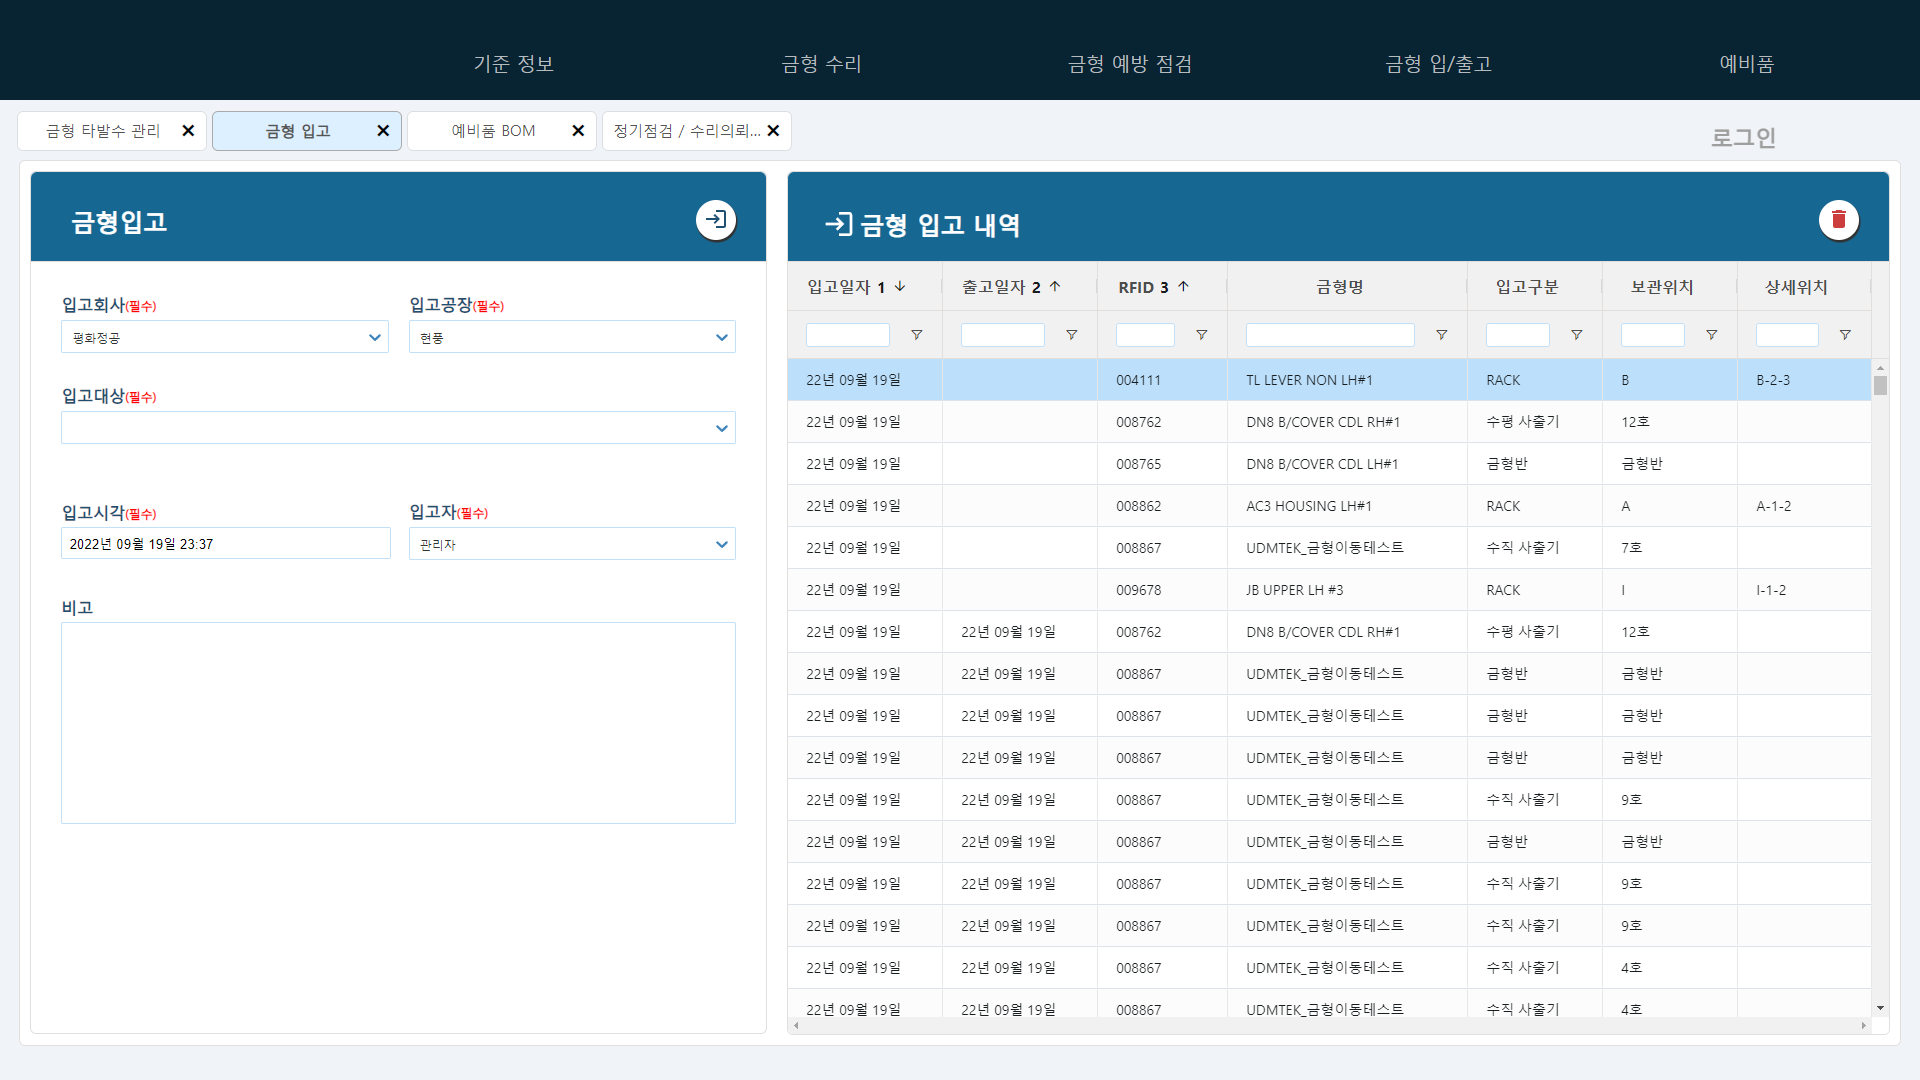 기준 정보 금형 수리 금형 예방 점검 금형 입/출고 예비품
금형 타발수 관리 금형 입고 예비품 BOM 정기점검 / 수리의뢰...
로그인
금형입고
입고회사(필수) 입고공장(필수)
평화정공 현풍
입고대상(필수)
입고시각(필수) 입고자(필수)
2022년 09월 19일 23:37 관리자
비고
금형 입고 내역
입고일자 1 출고일자 2 RFID 3 금형명 입고구분 보관위치 상세위치
22년 09월 19일 004111 TL LEVER NON LH#1 RACK B B-2-3
22년 09월 19일 008762 DN8 B/COVER CDL RH#1 수평 사출기 12호
22년 09월 19일 008765 DN8 B/COVER CDL LH#1 금형반 금형반
22년 09월 19일 008862 AC3 HOUSING LH#1 RACK A A-1-2
22년 09월 19일 008867 UDMTEK_금형이동테스트 수직 사출기 7호
22년 09월 19일 009678 JB UPPER LH #3 RACK I I-1-2
22년 09월 19일 22년 09월 19일 008762 DN8 B/COVER CDL RH#1 수평 사출기 12호
22년 09월 19일 22년 09월 19일 008867 UDMTEK_금형이동테스트 금형반 금형반
22년 09월 19일 22년 09월 19일 008867 UDMTEK_금형이동테스트 금형반 금형반
22년 09월 19일 22년 09월 19일 008867 UDMTEK_금형이동테스트 금형반 금형반
22년 09월 19일 22년 09월 19일 008867 UDMTEK_금형이동테스트 수직 사출기 9호
22년 09월 19일 22년 09월 19일 008867 UDMTEK_금형이동테스트 금형반 금형반
22년 09월 19일 22년 09월 19일 008867 UDMTEK_금형이동테스트 수직 사출기 9호
22년 09월 19일 22년 09월 19일 008867 UDMTEK_금형이동테스트 수직 사출기 9호
22년 09월 19일 22년 09월 19일 008867 UDMTEK_금형이동테스트 수직 사출기 4호
22년 09월 19일 22년 09월 19일 008867 UDMTEK_금형이동테스트 수직 사출기 4호